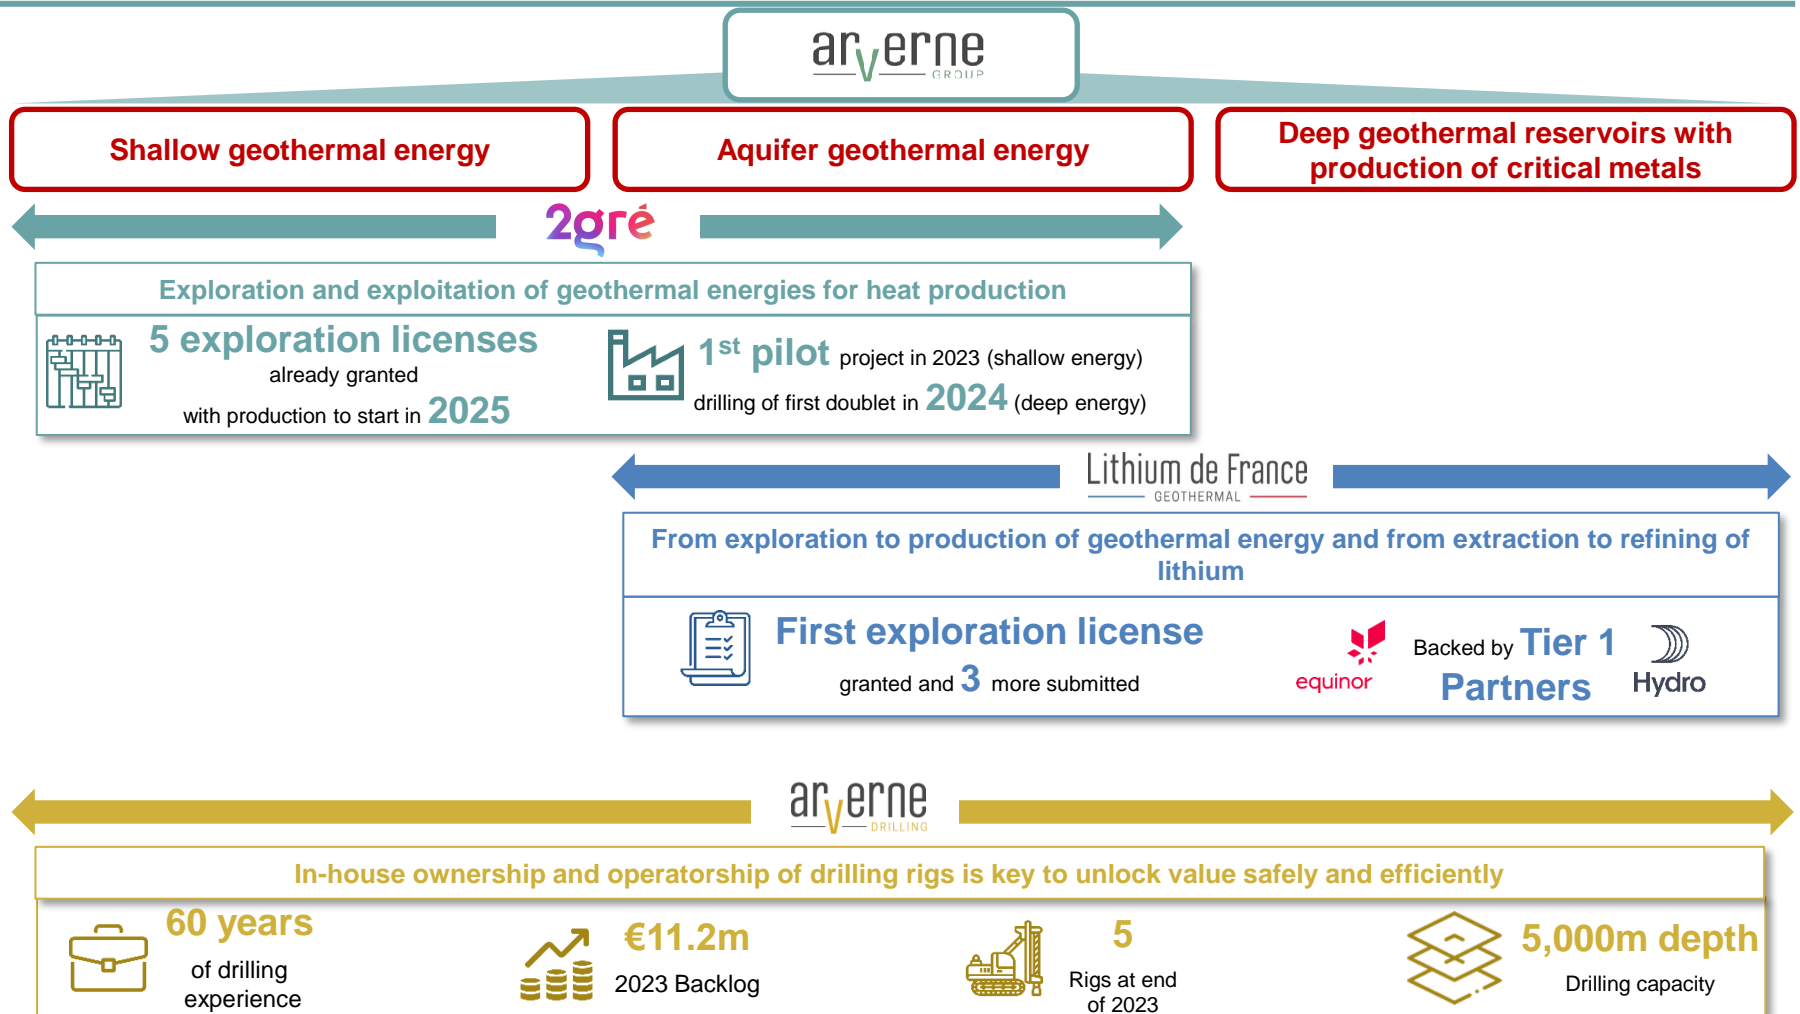 arverne
GROUP
Shallow geothermal energy
Aquifer geothermal energy
Deep geothermal reservoirs with
production of critical metals
2gré
Exploration and exploitation of geothermal energies for heat production
5 exploration licenses
already granted
with production to start in 2025
1st pilot project in 2023 (shallow energy)
drilling of first doublet in 2024 (deep energy)
Lithium de France
GEOTHERMAL
From exploration to production of geothermal energy and from extraction to refining of
lithium
First exploration license
granted and 3 more submitted
equinor
Backed by Tier 1
Partners
Hydro
arverne
DRILLING
In-house ownership and operatorship of drilling rigs is key to unlock value safely and efficiently
60 years
of drilling
experience
€11.2m
2023 Backlog
5
Rigs at end
of 2023
5,000m depth
Drilling capacity